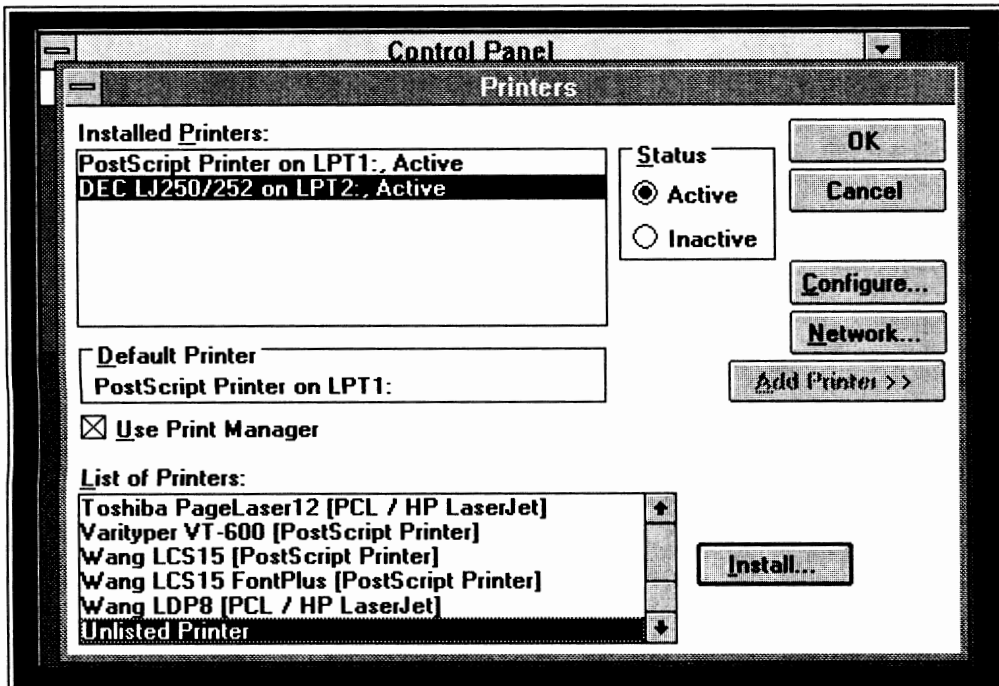 Control Panel
Printers
Installed Printers:
PostScript Printer on LPT1:, Active
DEC LJ250/252 on LPT2:, Active
Status
Active
Inactive
OK
Cancel
Configure...
Network...
Add Printer >>
Default Printer
PostScript Printer on LPT1:
Use Print Manager
List of Printers:
Toshiba PageLaser12 [PCL / HP LaserJet]
Varityper VT-600 [PostScript Printer]
Wang LCS15 [PostScript Printer]
Wang LCS15 FontPlus [PostScript Printer]
Wang LDP8 [PCL / HP LaserJet]
Unlisted Printer
Install...